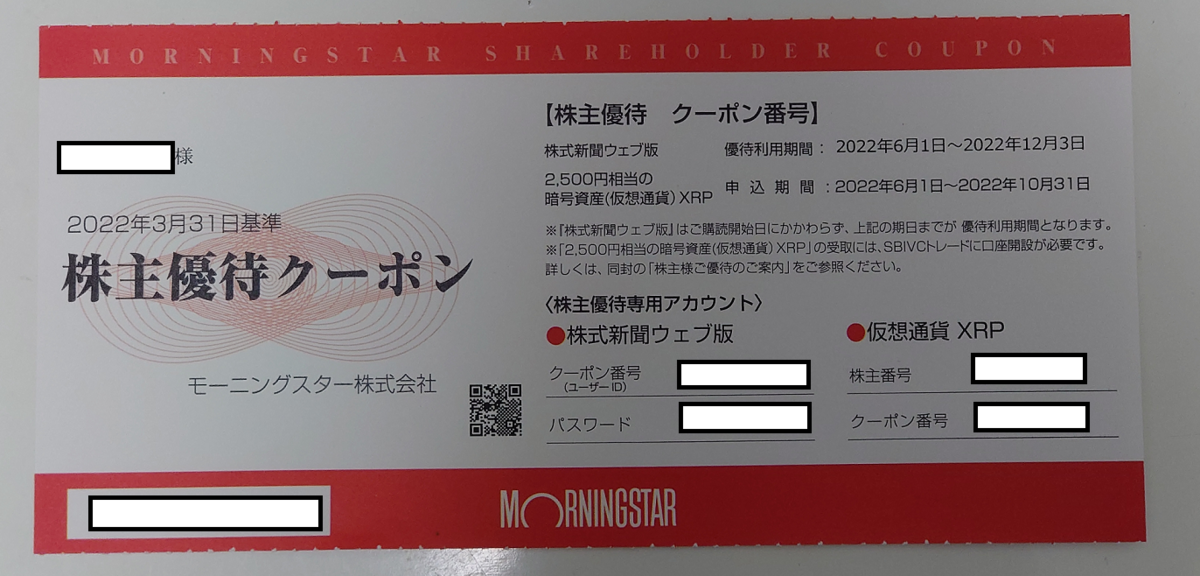 MORNINGSTAR SHAREHOLDER COUPON
様
2022年3月31日基準
株主優待クーポン
モーニングスター株式会社
【株主優待 クーポン番号】
株式新聞ウェブ版 優待利用期間: 2022年6月1日～2022年12月3日
2,500円相当の
暗号資産(仮想通貨)XRP 申込期間:2022年6月1日～2022年10月31日
※「株式新聞ウェブ版」はご購読開始日にかかわらず、上記の期日までが 優待利用期間となります。
※「2,500円相当の暗号資産(仮想通貨)XRP」の受取には、SBIVCトレードに口座開設が必要です。
詳しくは、同封の「株主様ご優待のご案内」をご参照ください。
〈株主優待専用アカウント〉
●株式新聞ウェブ版
クーポン番号
(ユーザーID)
パスワード
●仮想通貨 XRP
株主番号
クーポン番号
MORNINGSTAR